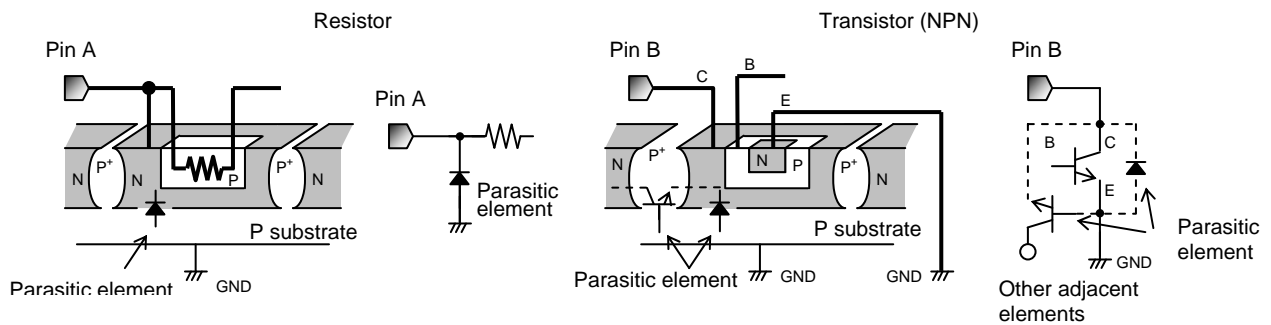 Resistor
Pin A
N
P+
N
P
P+
N
P substrate
GND
Parasitic element
Pin A
Parasitic
element
Transistor (NPN)
Pin B
C
B
E
N
P+
N
N
P
P+
N
P substrate
Parasitic element
GND
GND
Pin B
B
C
E
Parasitic
element
GND
Other adjacent
elements